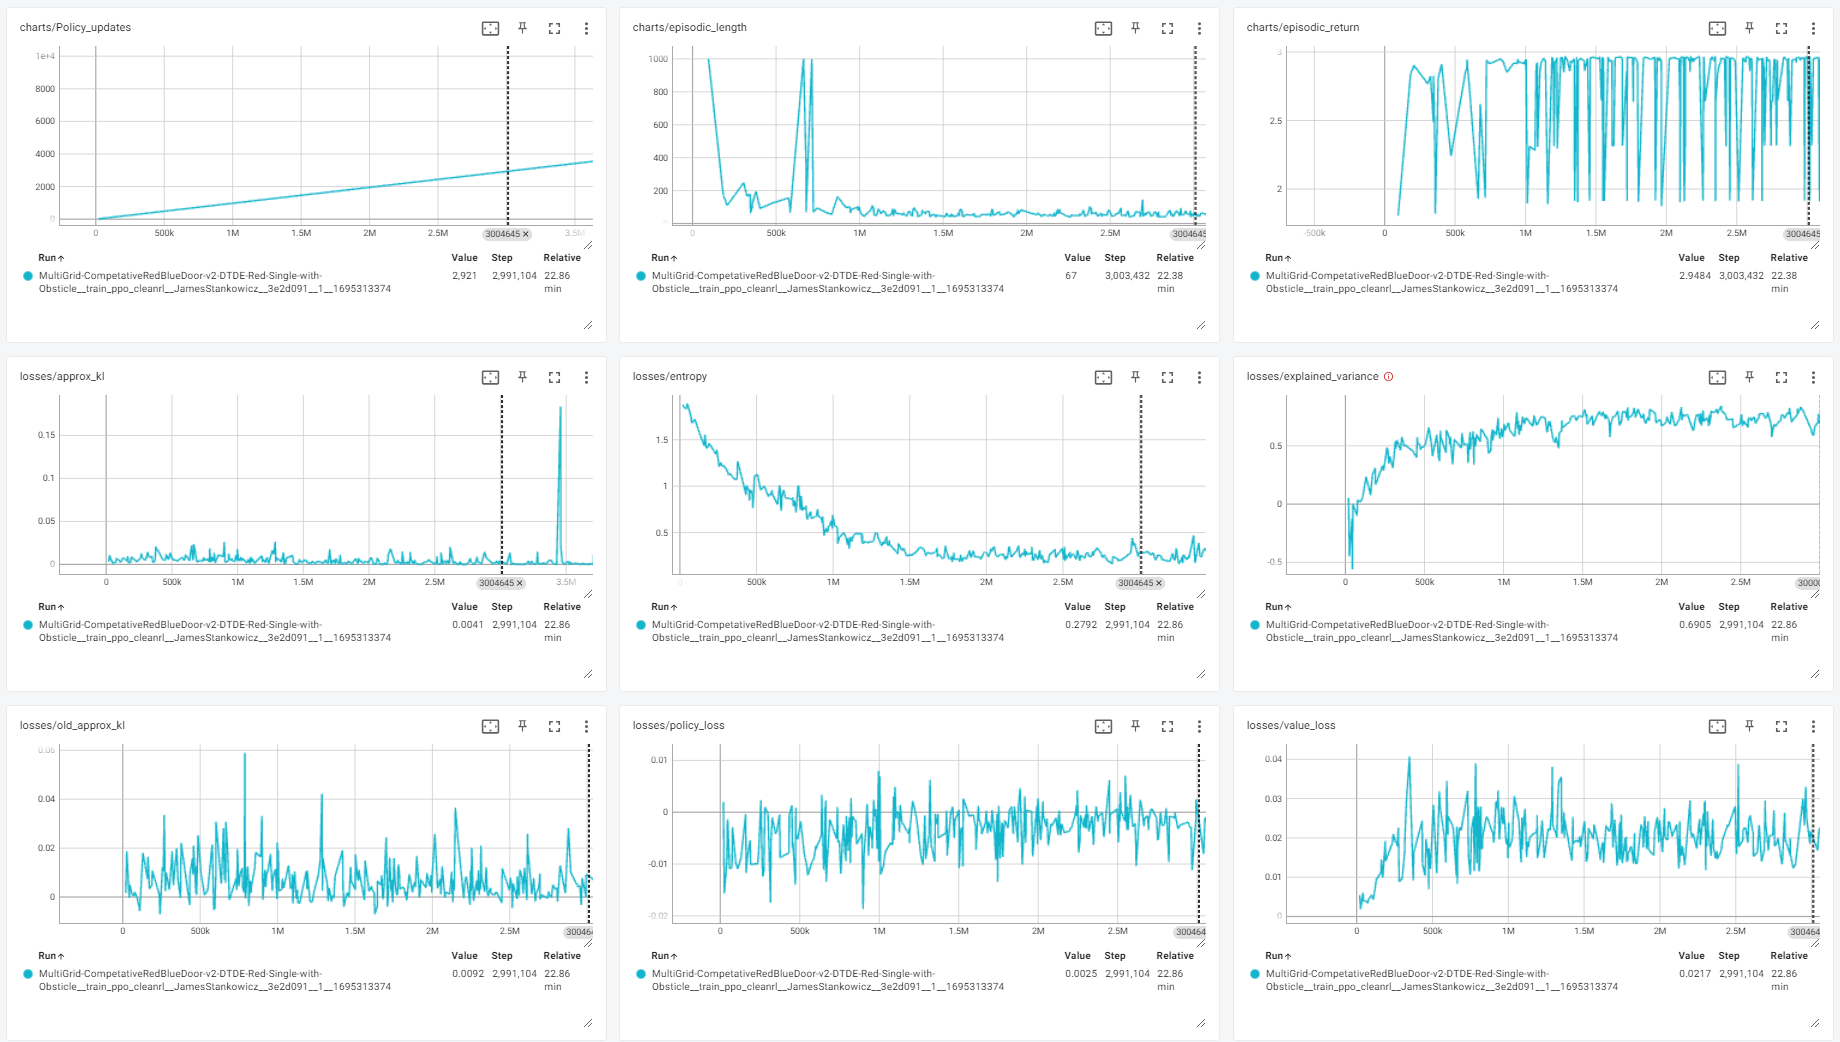 charts/Policy_updates
1e+4
8000
6000
4000
2000
0
0 500k 1M 1.5M 2M 2.5M 3004645 × 3.5M
Run↑ Value Step Relative
MultiGrid-CompetativeRedBlueDoor-v2-DTDE-Red-Single-with- 2,921 2,991,104 22.86
Obsticle__train_ppo_cleanrl__JamesStankowicz__3e2d091__1__1695313374 min
charts/episodic_length
1000
800
600
400
200
0 500k 1M 1.5M 2M 2.5M 3004645
Run↑ Value Step Relative
MultiGrid-CompetativeRedBlueDoor-v2-DTDE-Red-Single-with- 67 3,003,432 22.38
Obsticle__train_ppo_cleanrl__JamesStankowicz__3e2d091__1__1695313374 min
charts/episodic_return
3
2.5
2
-500k 0 500k 1M 1.5M 2M 2.5M 3004645
Run↑ Value Step Relative
MultiGrid-CompetativeRedBlueDoor-v2-DTDE-Red-Single-with- 2.9484 3,003,432 22.38
Obsticle__train_ppo_cleanrl__JamesStankowicz__3e2d091__1__1695313374 min
losses/approx_kl
0.15
0.1
0.05
0
0 500k 1M 1.5M 2M 2.5M 3004645 × 3.5M
Run↑ Value Step Relative
MultiGrid-CompetativeRedBlueDoor-v2-DTDE-Red-Single-with- 0.0041 2,991,104 22.86
Obsticle__train_ppo_cleanrl__JamesStankowicz__3e2d091__1__1695313374 min
losses/entropy
1.5
1
0.5
0 500k 1M 1.5M 2M 2.5M 3004645 ×
Run↑ Value Step Relative
MultiGrid-CompetativeRedBlueDoor-v2-DTDE-Red-Single-with- 0.2792 2,991,104 22.86
Obsticle__train_ppo_cleanrl__JamesStankowicz__3e2d091__1__1695313374 min
losses/explained_variance
0.5
0
-0.5
0 500k 1M 1.5M 2M 2.5M 30000
Run↑ Value Step Relative
MultiGrid-CompetativeRedBlueDoor-v2-DTDE-Red-Single-with- 0.6905 2,991,104 22.86
Obsticle__train_ppo_cleanrl__JamesStankowicz__3e2d091__1__1695313374 min
losses/old_approx_kl
0.06
0.04
0.02
0
0 500k 1M 1.5M 2M 2.5M 30046
Run↑ Value Step Relative
MultiGrid-CompetativeRedBlueDoor-v2-DTDE-Red-Single-with- 0.0092 2,991,104 22.86
Obsticle__train_ppo_cleanrl__JamesStankowicz__3e2d091__1__1695313374 min
losses/policy_loss
0.01
0
-0.01
-0.02
0 500k 1M 1.5M 2M 2.5M 300464
Run↑ Value Step Relative
MultiGrid-CompetativeRedBlueDoor-v2-DTDE-Red-Single-with- 0.0025 2,991,104 22.86
Obsticle__train_ppo_cleanrl__JamesStankowicz__3e2d091__1__1695313374 min
losses/value_loss
0.04
0.03
0.02
0.01
0
0 500k 1M 1.5M 2M 2.5M 300464
Run↑ Value Step Relative
MultiGrid-CompetativeRedBlueDoor-v2-DTDE-Red-Single-with- 0.0217 2,991,104 22.86
Obsticle__train_ppo_cleanrl__JamesStankowicz__3e2d091__1__1695313374 min